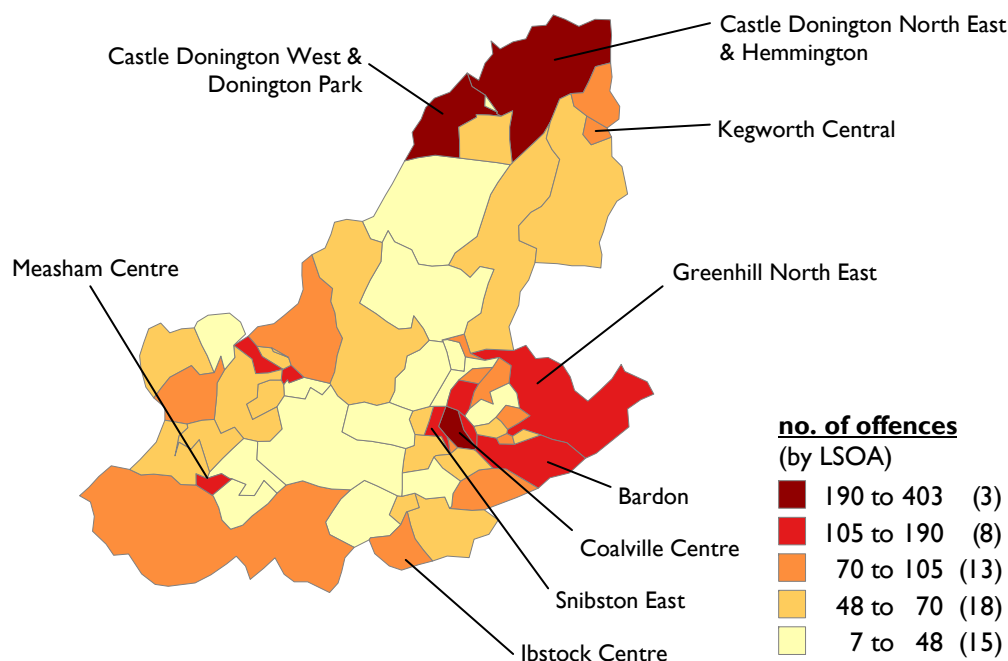 Castle Donington North East
& Hemmington
Castle Donington West &
Donington Park
Kegworth Central
Measham Centre
Greenhill North East
no. of offences
(by LSOA)
190 to 403 (3)
105 to 190 (8)
70 to 105 (13)
48 to 70 (18)
7 to 48 (15)
Bardon
Coalville Centre
Snibston East
Ibstock Centre